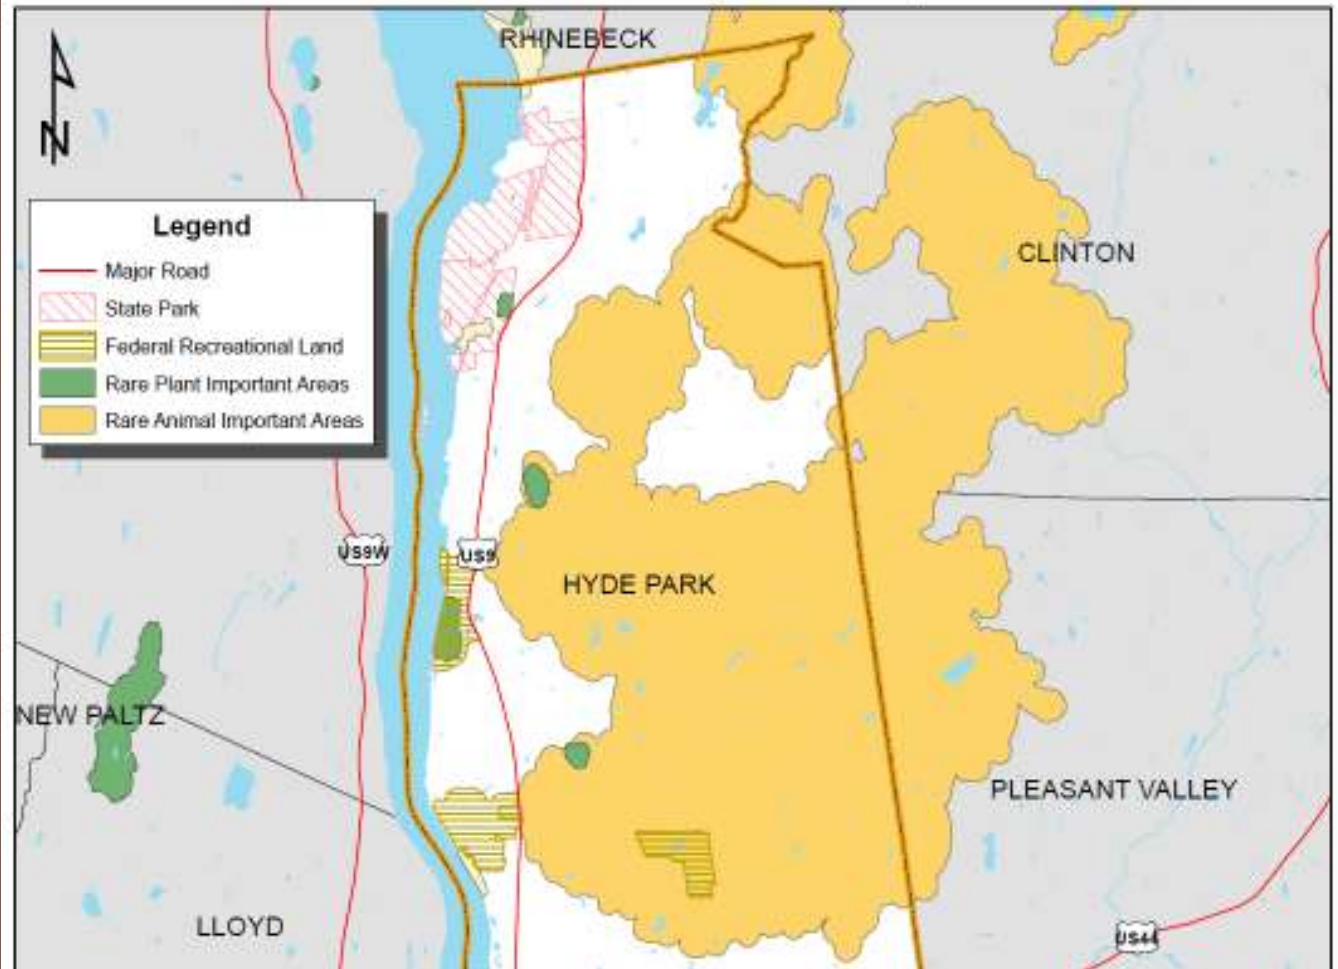 RHINEBECK
N
Legend
Major Road
State Park
Federal Recreational Land
Rare Plant Important Areas
Rare Animal Important Areas
CLINTON
US9W
US9
HYDE PARK
NEW PALTZ
PLEASANT VALLEY
LLOYD
US44